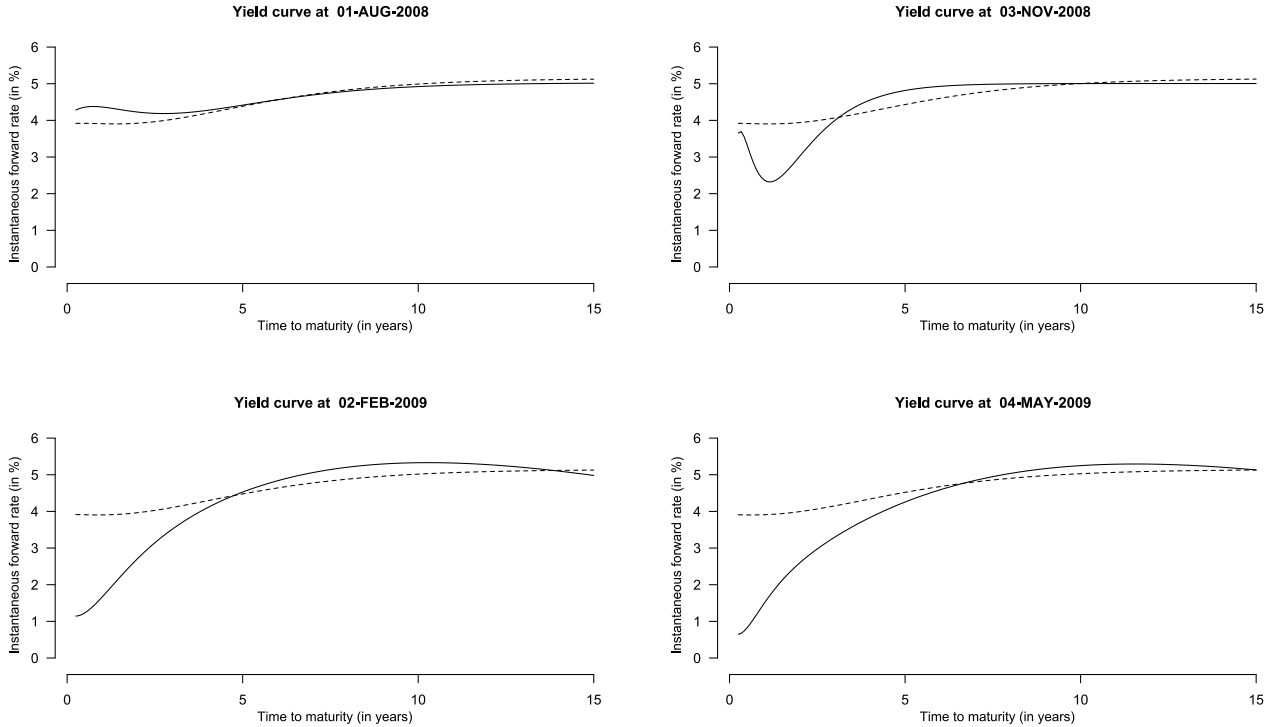 Yield curve at 01-AUG-2008
Instantaneous forward rate (in %)
6
5
4
3
2
1
0
0 5 10 15
Time to maturity (in years)
Yield curve at 03-NOV-2008
Instantaneous forward rate (in %)
6
5
4
3
2
1
0
0 5 10 15
Time to maturity (in years)
Yield curve at 02-FEB-2009
Instantaneous forward rate (in %)
6
5
4
3
2
1
0
0 5 10 15
Time to maturity (in years)
Yield curve at 04-MAY-2009
Instantaneous forward rate (in %)
6
5
4
3
2
1
0
0 5 10 15
Time to maturity (in years)